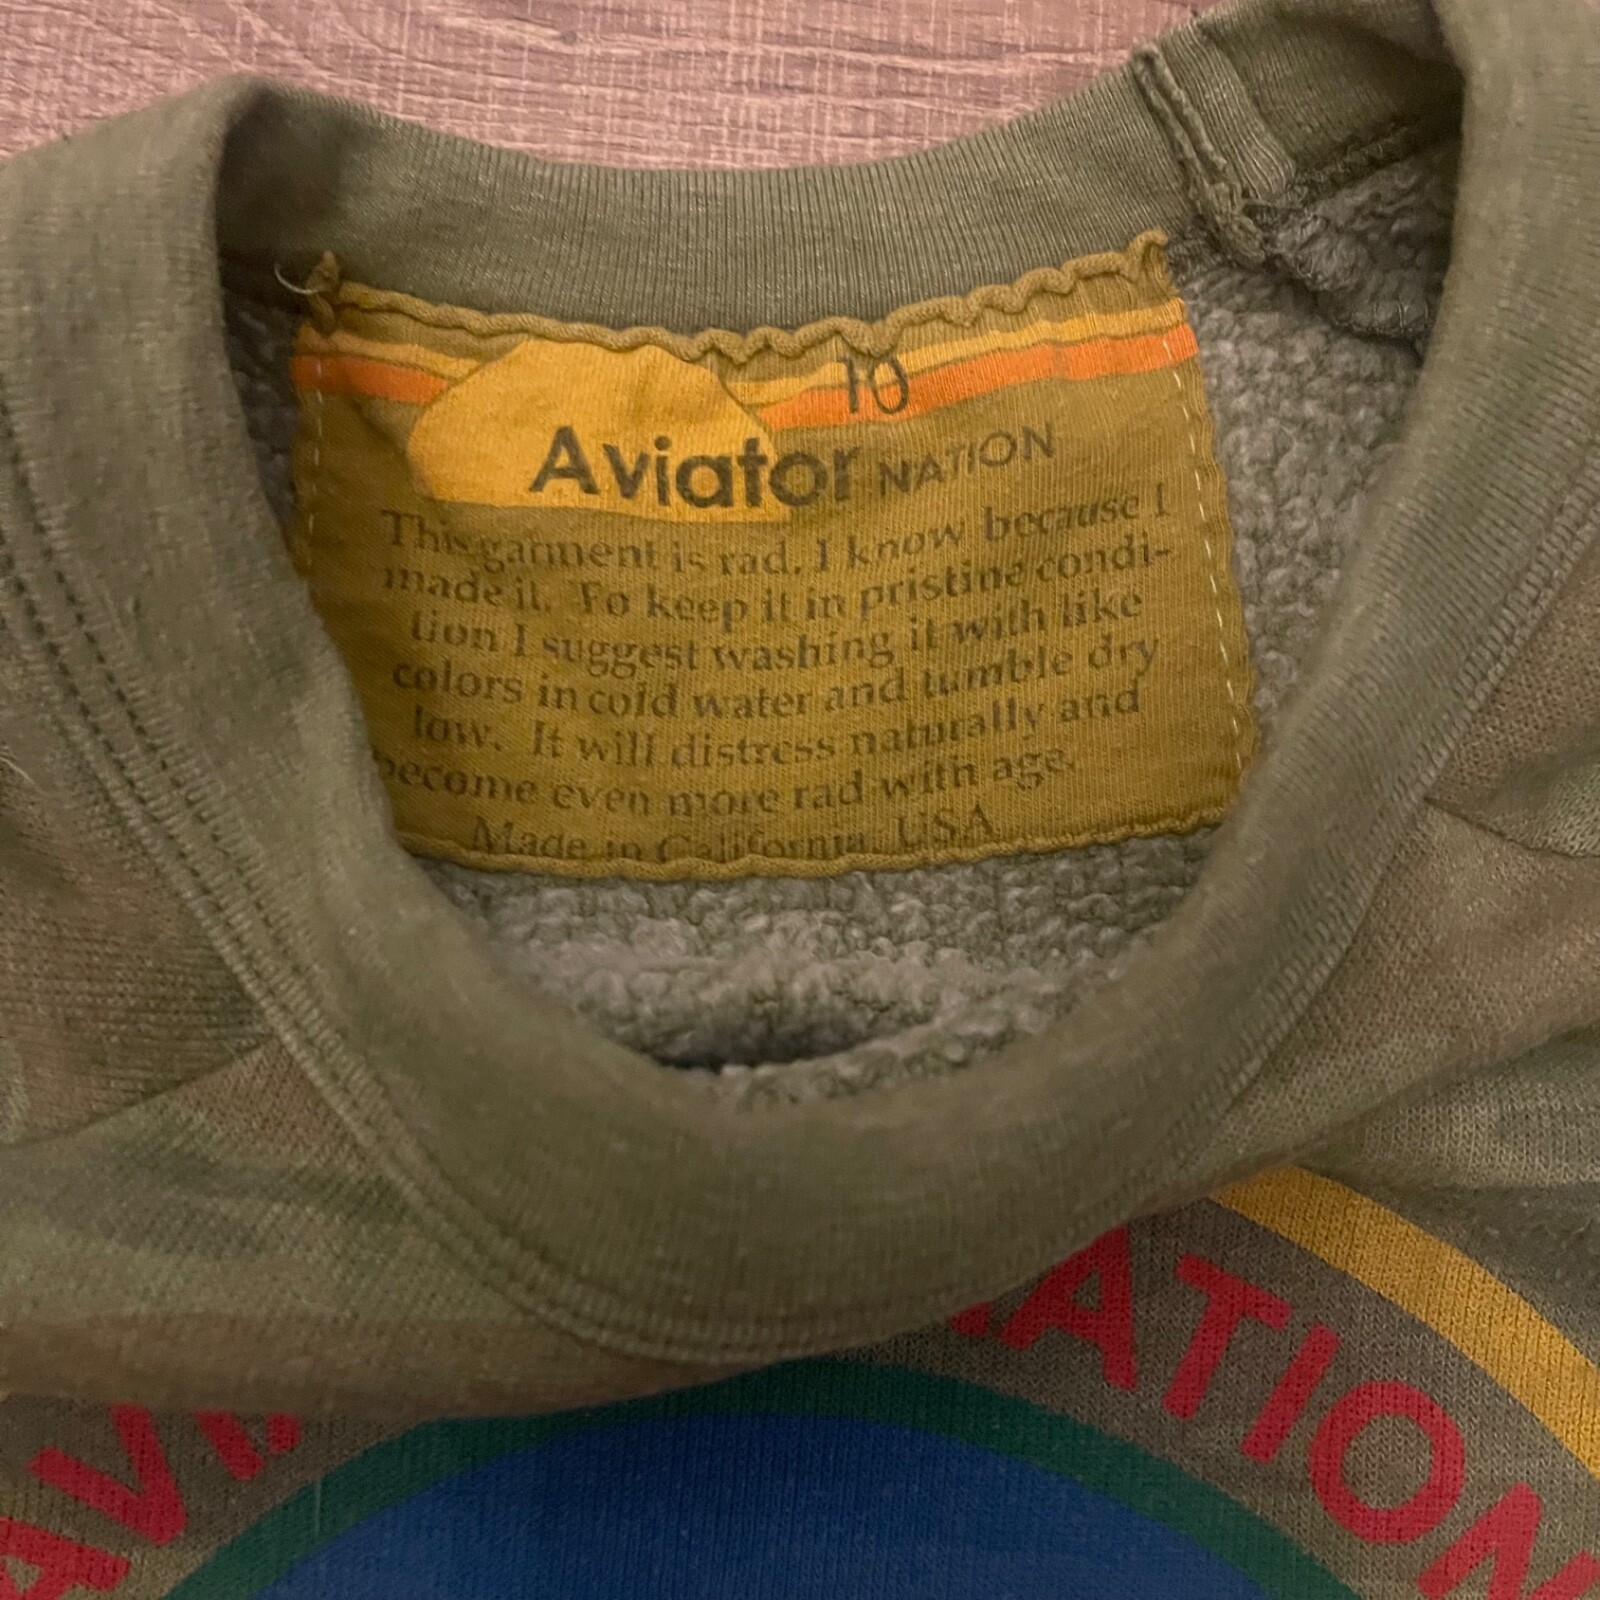 10
Aviator NATION
This garment is rad. I know because I
made it. To keep it in pristine condi-
tion I suggest washing it with like
colors in cold water and tumble dry
low. It will distress naturally and
become even more rad with age.
Made in California, USA
AVI
NATION